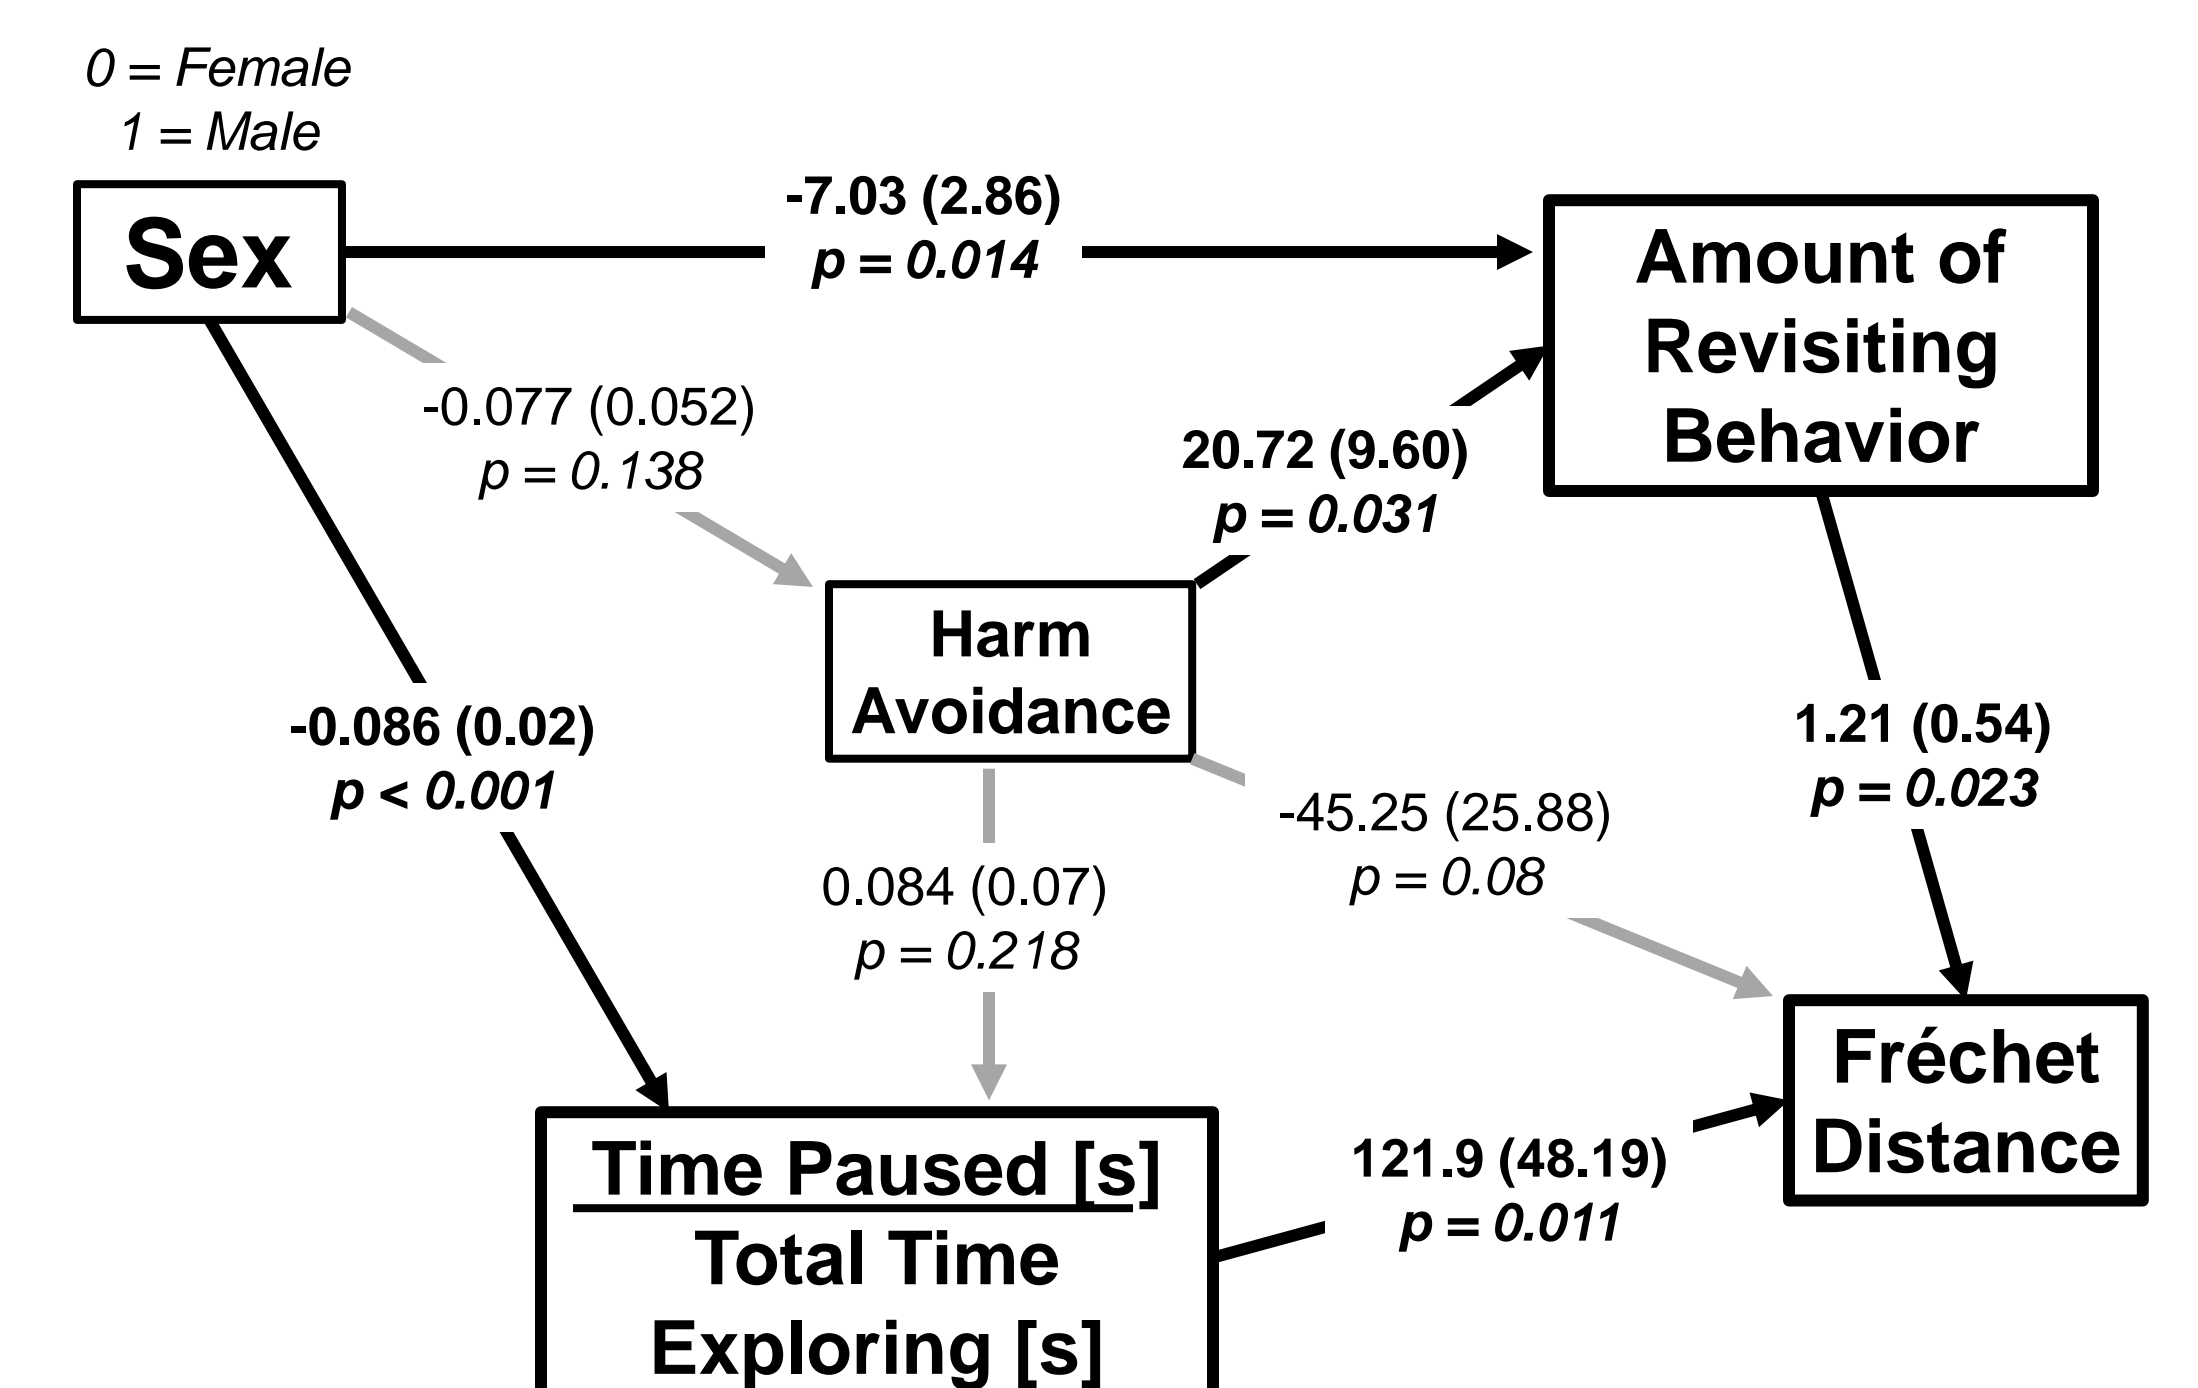 0 = Female
1 = Male
Sex
-7.03 (2.86)
p = 0.014
Amount of
Revisiting
Behavior
-0.077 (0.052)
p = 0.138
20.72 (9.60)
p = 0.031
Harm
Avoidance
-0.086 (0.02)
p < 0.001
1.21 (0.54)
p = 0.023
-45.25 (25.88)
p = 0.08
0.084 (0.07)
p = 0.218
Fréchet
Distance
Time Paused [s]
Total Time
Exploring [s]
121.9 (48.19)
p = 0.011